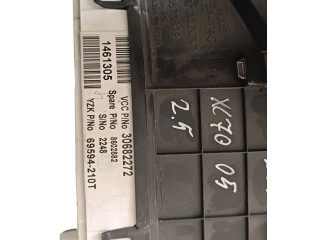 1461305
VCC P/No 30682272
Spare P/No 8602882
S/No 2248
YZK P/No 69594-210T
XC70 05
2.5